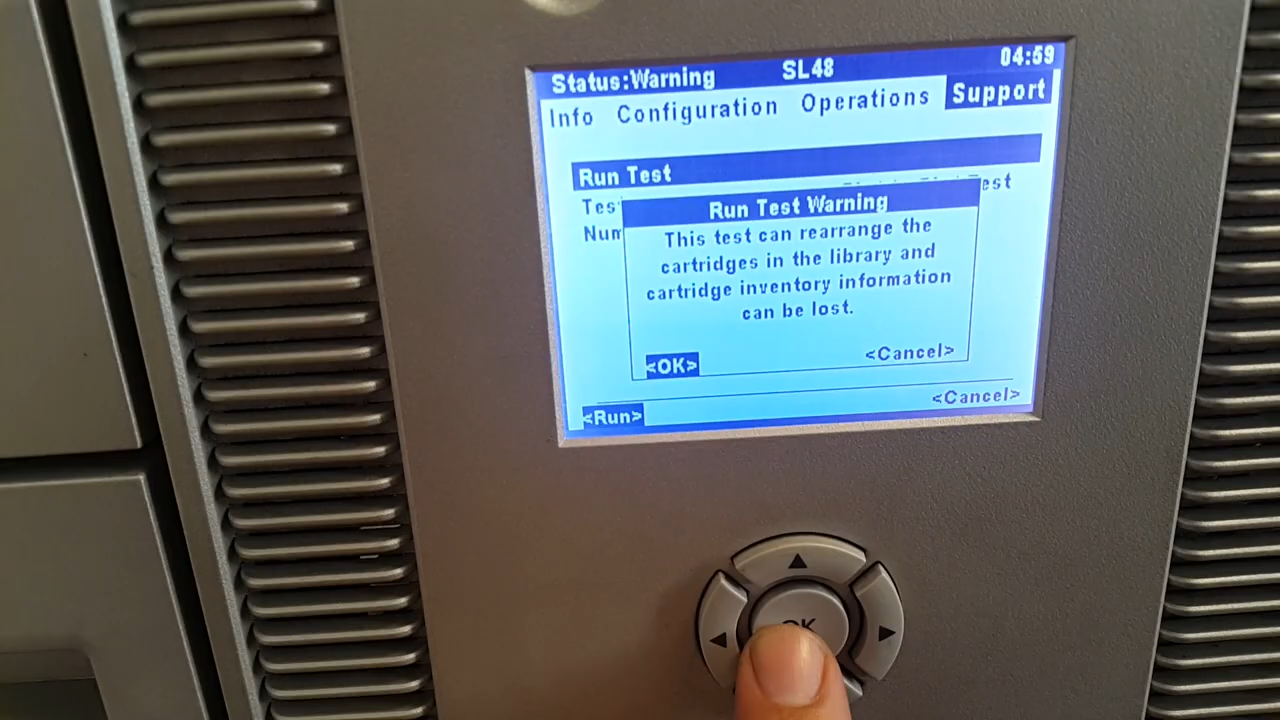 Status:Warning SL48 04:59
Info Configuration Operations Support
Run Test
Tes est
Num
Run Test Warning
This test can rearrange the
cartridges in the library and
cartridge inventory information
can be lost.
<OK> <Cancel>
<Run> <Cancel>
OK